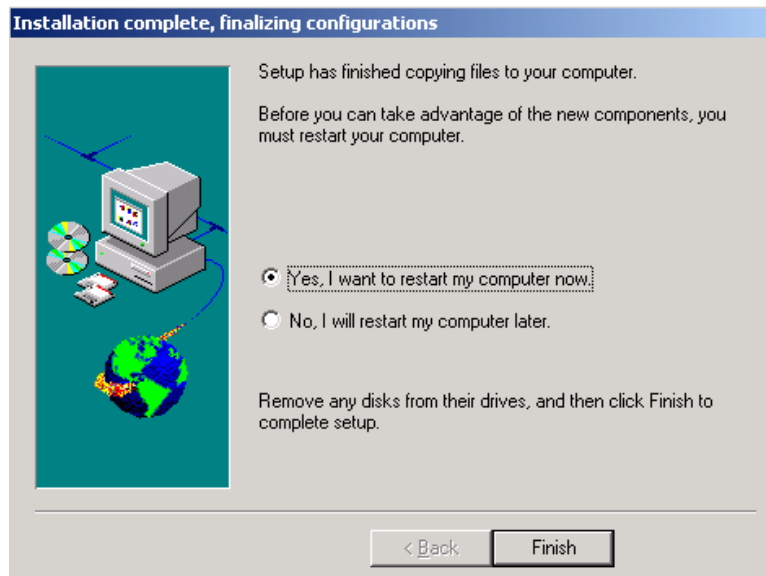 Installation complete, finalizing configurations
Setup has finished copying files to your computer.
Before you can take advantage of the new components, you
must restart your computer.
Yes, I want to restart my computer now.
No, I will restart my computer later.
Remove any disks from their drives, and then click Finish to
complete setup.
< Back
Finish